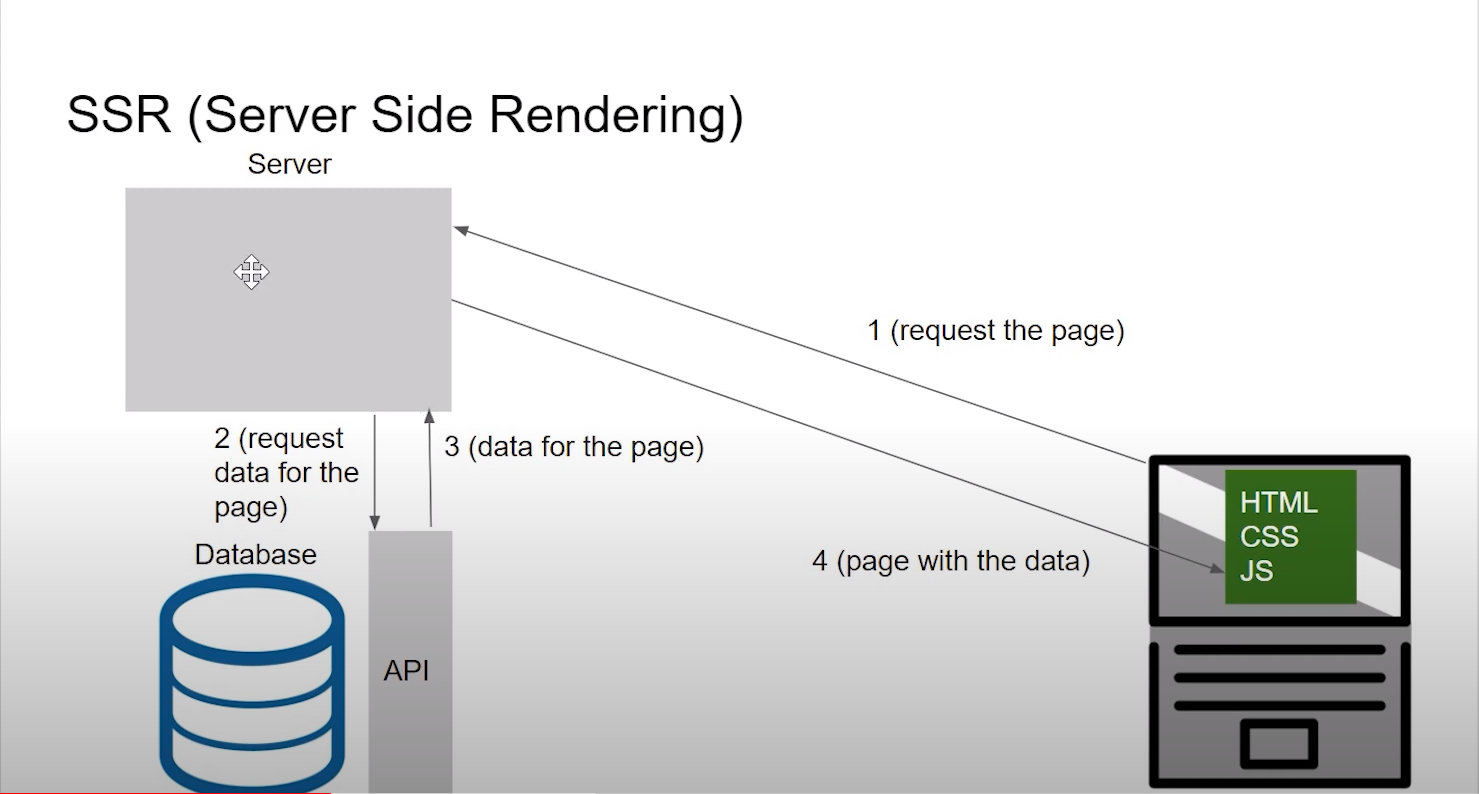 SSR (Server Side Rendering)
Server
1 (request the page)
2 (request
data for the
page)
3 (data for the page)
4 (page with the data)
HTML
CSS
JS
Database
API